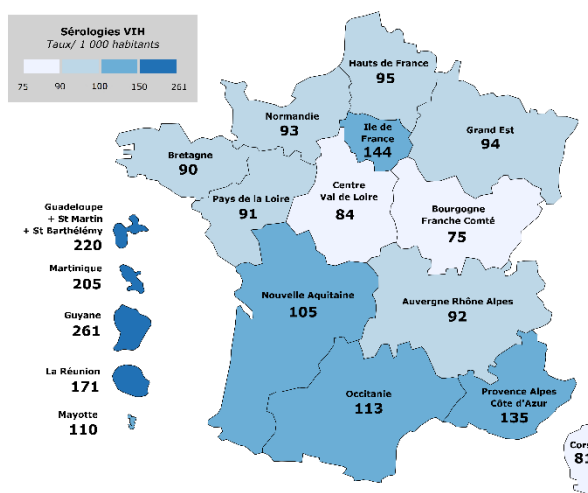 Sérologies VIH
Taux/ 1 000 habitants
75 90 100 150 261
Hauts de France
95
Normandie
93
Ile de
France
144
Grand Est
94
Bretagne
90
Pays de la Loire
91
Centre
Val de Loire
84
Bourgogne
Franche Comté
75
Guadeloupe
+ St Martin
+ St Barthélémy
220
Martinique
205
Guyane
261
La Réunion
171
Mayotte
110
Nouvelle Aquitaine
105
Auvergne Rhône Alpes
92
Occitanie
113
Provence Alpes
Côte d'Azur
135
Cors
81